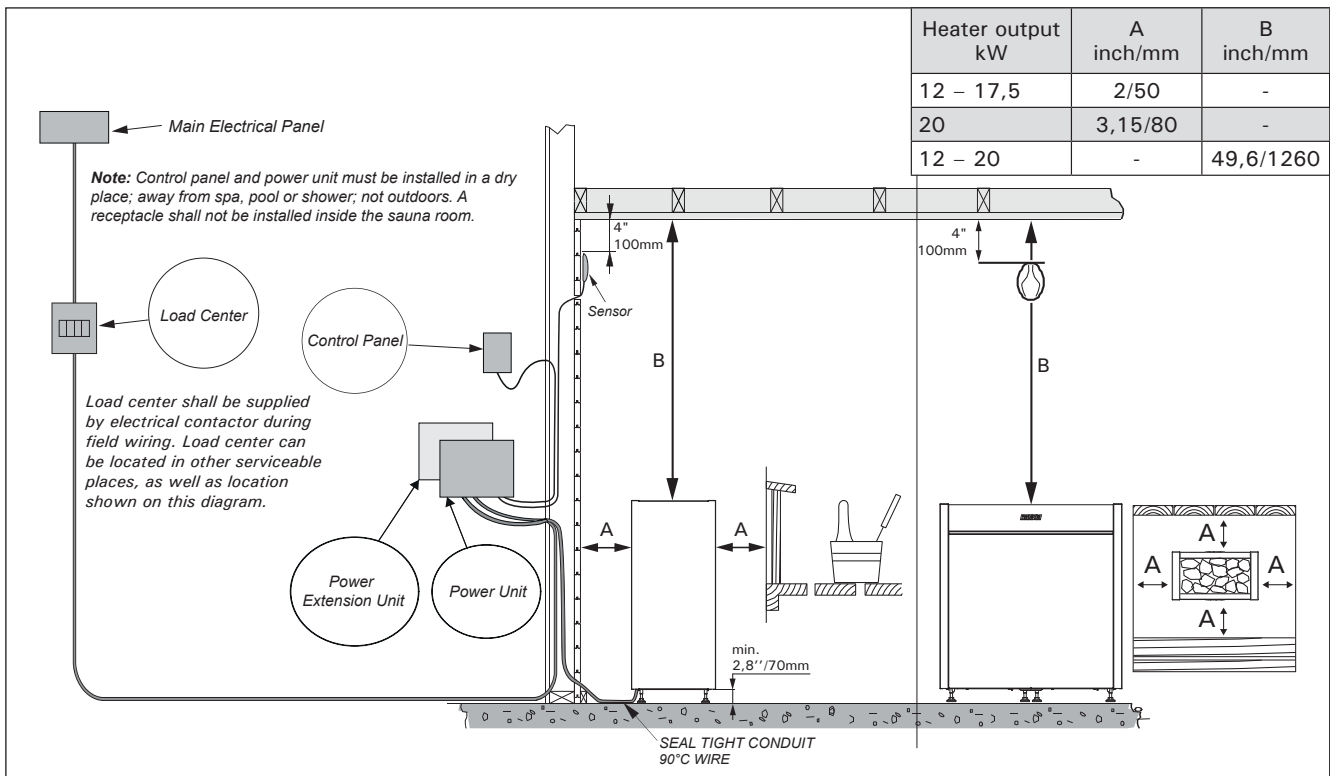 Heater output kW
A inch/mm
B inch/mm
12 – 17,5
2/50
-
20
3,15/80
-
12 – 20
-
49,6/1260
Main Electrical Panel
Note: Control panel and power unit must be installed in a dry
place; away from spa, pool or shower; not outdoors. A
receptacle shall not be installed inside the sauna room.
4"
100mm
4"
100mm
Sensor
Load Center
Control Panel
B
B
Load center shall be supplied
by electrical contactor during
field wiring. Load center can
be located in other serviceable
places, as well as location
shown on this diagram.
A
A
A
A
A
A
Power
Extension Unit
Power Unit
min.
2,8''/70mm
SEAL TIGHT CONDUIT
90°C WIRE